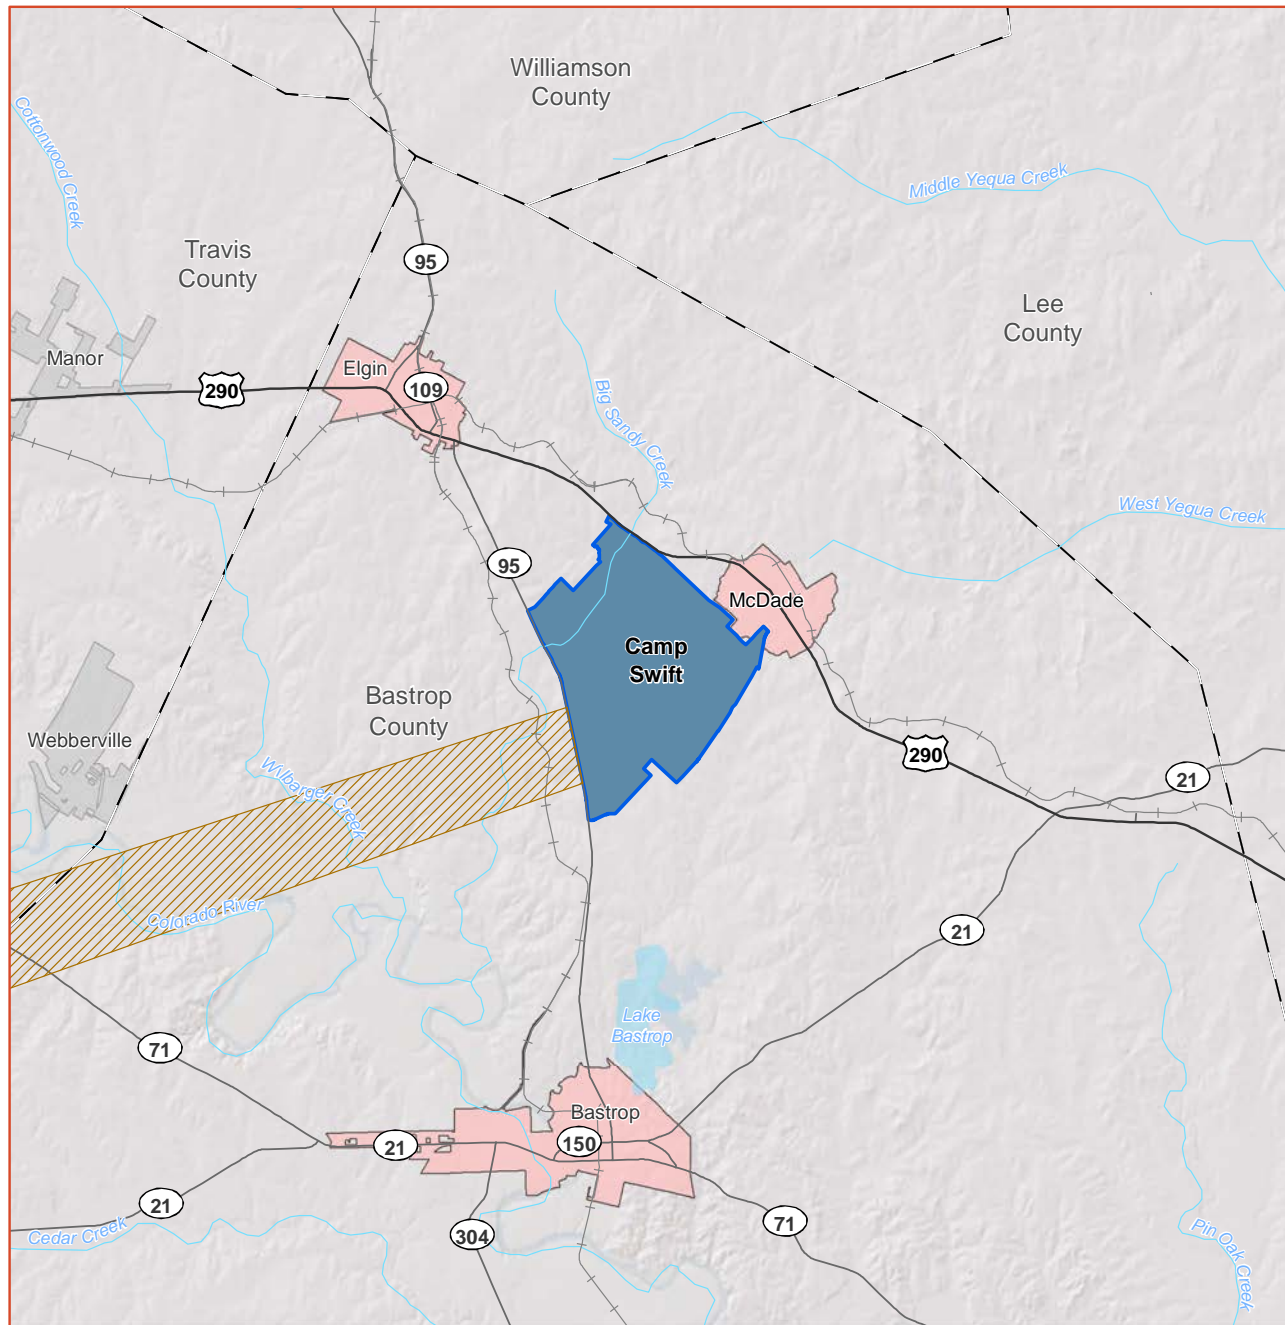 Williamson
County
Cottonwood Creek
Middle Yequa Creek
Travis
County
95
Lee
County
Manor
Elgin
290
109
Big Sandy Creek
West Yequa Creek
95
McDade
Camp
Swift
Bastrop
County
Webberville
290
21
Wilbarger Creek
Colorado River
21
Lake
Bastrop
71
Bastrop
21
150
21
71
304
Cedar Creek
Pin Oak Creek